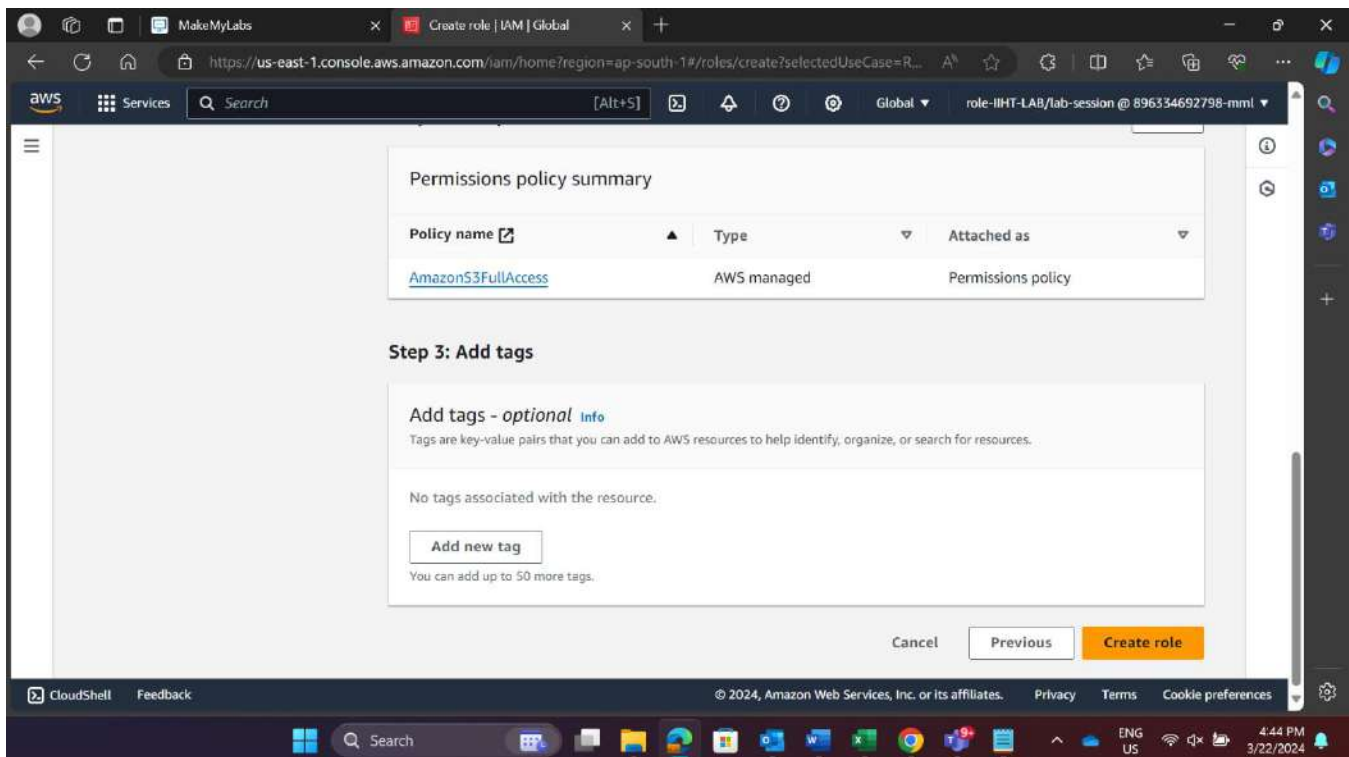 MakeMyLabs
Create role | IAM | Global
https://us-east-1.console.aws.amazon.com/iam/home?region=ap-south-1#/roles/create?selectedUseCase=R...
aws
Services
Search
[Alt+S]
Global
role-IIHT-LAB/lab-session @ 896334692798-mml
Permissions policy summary
Policy name Type Attached as
AmazonS3FullAccess AWS managed Permissions policy
Step 3: Add tags
Add tags - optional Info
Tags are key-value pairs that you can add to AWS resources to help identify, organize, or search for resources.
No tags associated with the resource.
Add new tag
You can add up to 50 more tags.
Cancel Previous Create role
CloudShell Feedback © 2024, Amazon Web Services, Inc. or its affiliates. Privacy Terms Cookie preferences
Search
9+
ENG
US
4:44 PM
3/22/2024